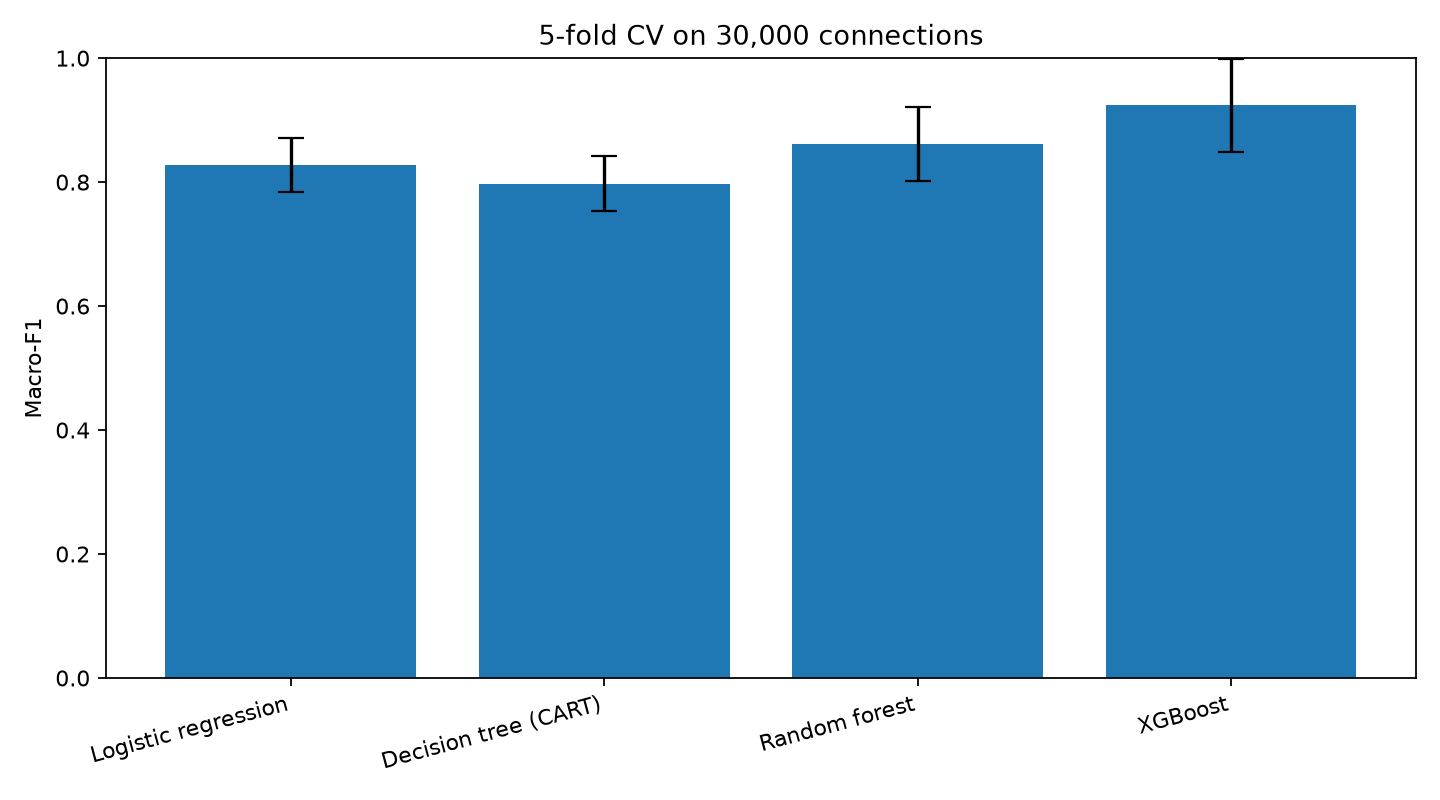 5-fold CV on 30,000 connections
1.0
0.8
0.6
0.4
0.2
0.0
Macro-F1
Logistic regression
Decision tree (CART)
Random forest
XGBoost